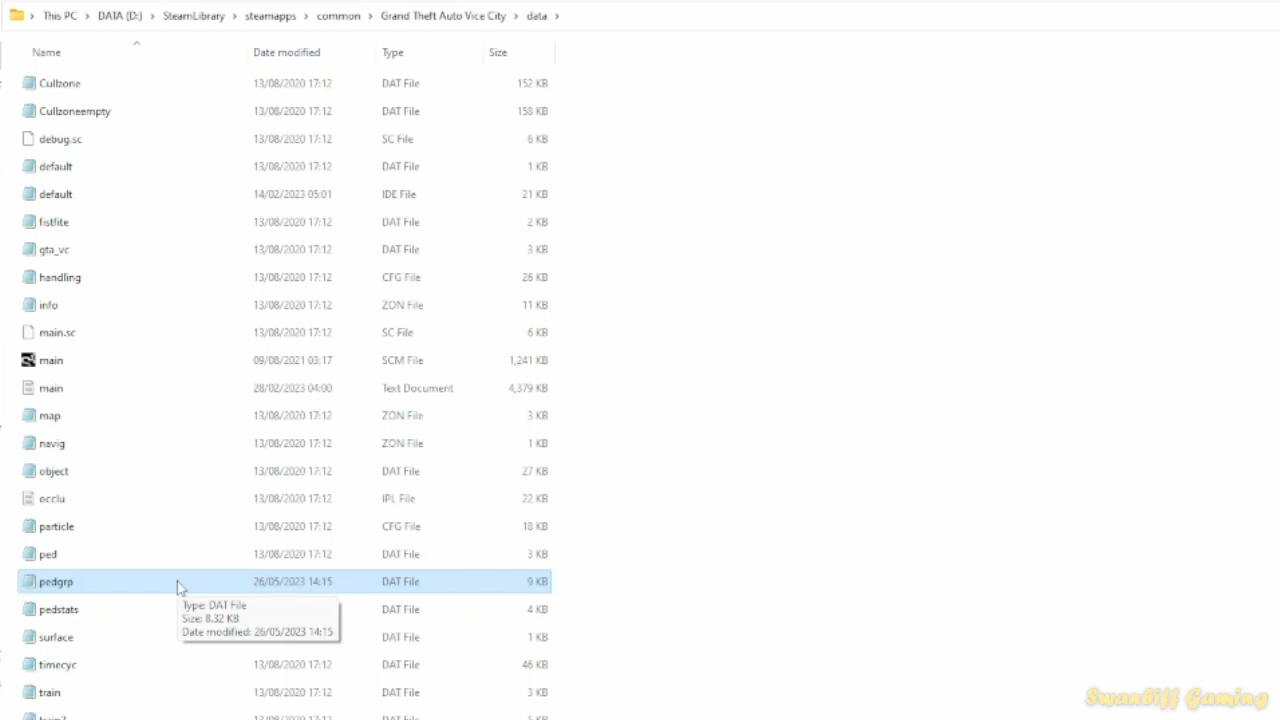 This PC > DATA (D:) > SteamLibrary > steamapps > common > Grand Theft Auto Vice City > data >
Name Date modified Type Size
Cullzone 13/08/2020 17:12 DAT File 152 KB
Cullzoneempty 13/08/2020 17:12 DAT File 158 KB
debug.sc 13/08/2020 17:12 SC File 6 KB
default 13/08/2020 17:12 DAT File 1 KB
default 14/02/2023 05:01 IDE File 21 KB
fistfite 13/08/2020 17:12 DAT File 2 KB
gta_vc 13/08/2020 17:12 DAT File 3 KB
handling 13/08/2020 17:12 CFG File 26 KB
info 13/08/2020 17:12 ZON File 11 KB
main.sc 13/08/2020 17:12 SC File 6 KB
main 09/08/2021 03:17 SCM File 1,241 KB
main 28/02/2023 04:00 Text Document 4,379 KB
map 13/08/2020 17:12 ZON File 3 KB
navig 13/08/2020 17:12 ZON File 1 KB
object 13/08/2020 17:12 DAT File 27 KB
occlu 13/08/2020 17:12 IPL File 22 KB
particle 13/08/2020 17:12 CFG File 18 KB
ped 13/08/2020 17:12 DAT File 3 KB
pedgrp 26/05/2023 14:15 DAT File 9 KB
Type: DAT File
Size: 8.32 KB
Date modified: 26/05/2023 14:15
pedstats DAT File 4 KB
surface DAT File 1 KB
timecyc 13/08/2020 17:12 DAT File 46 KB
train 13/08/2020 17:12 DAT File 3 KB
train2 13/08/2020 17:12 DAT File 5 KB
Swandiff Gaming